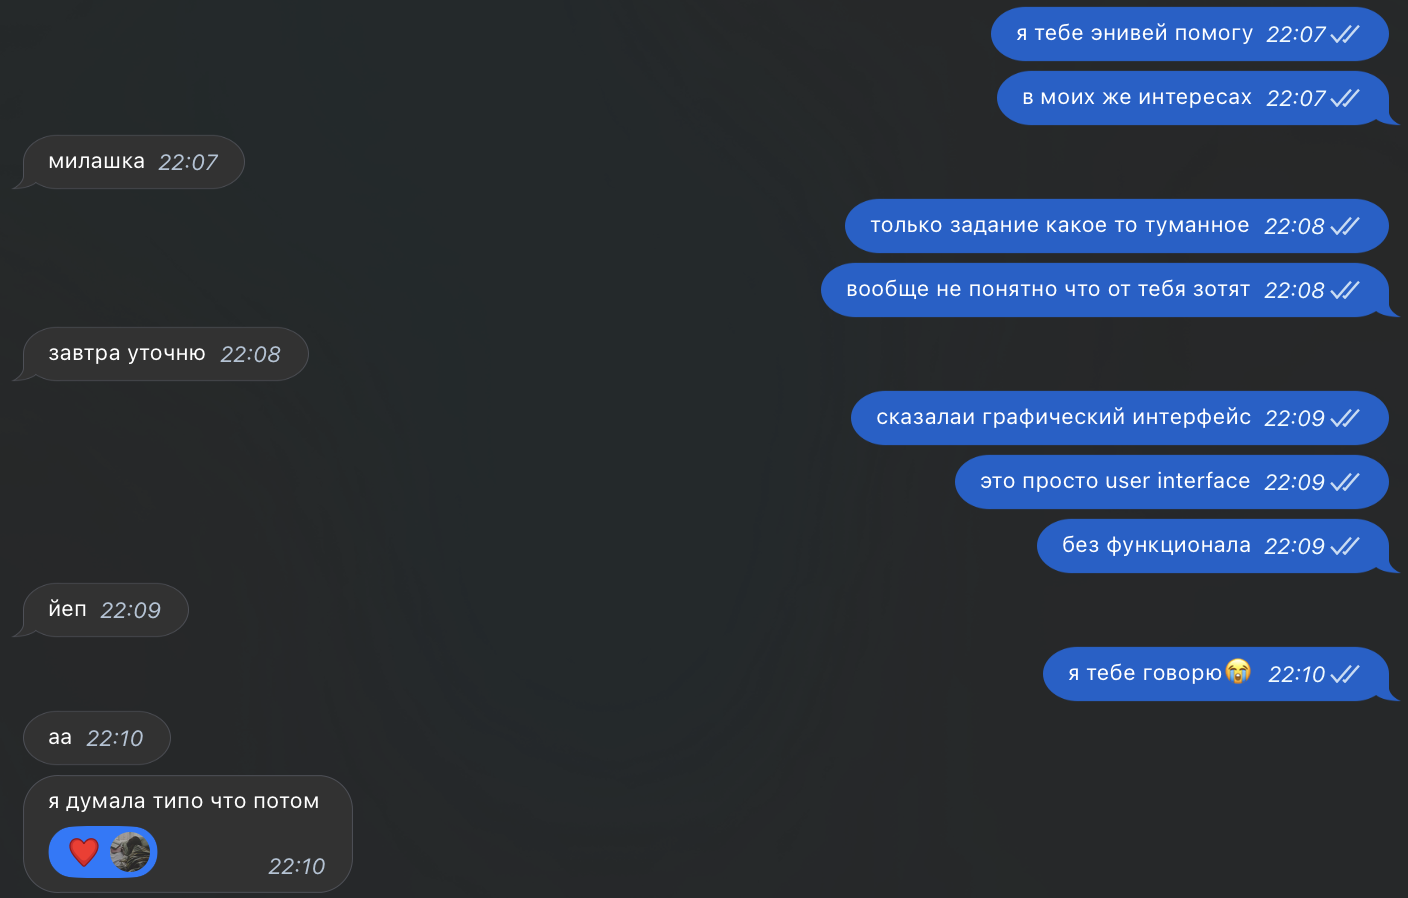 я тебе энивей помогу 22:07
в моих же интересах 22:07
милашка 22:07
только задание какое то туманное 22:08
вообще не понятно что от тебя зотят 22:08
завтра уточню 22:08
сказалаи графический интерфейс 22:09
это просто user interface 22:09
без функционала 22:09
йеп 22:09
я тебе говорю😭 22:10
аа 22:10
я думала типо что потом
❤️ 22:10